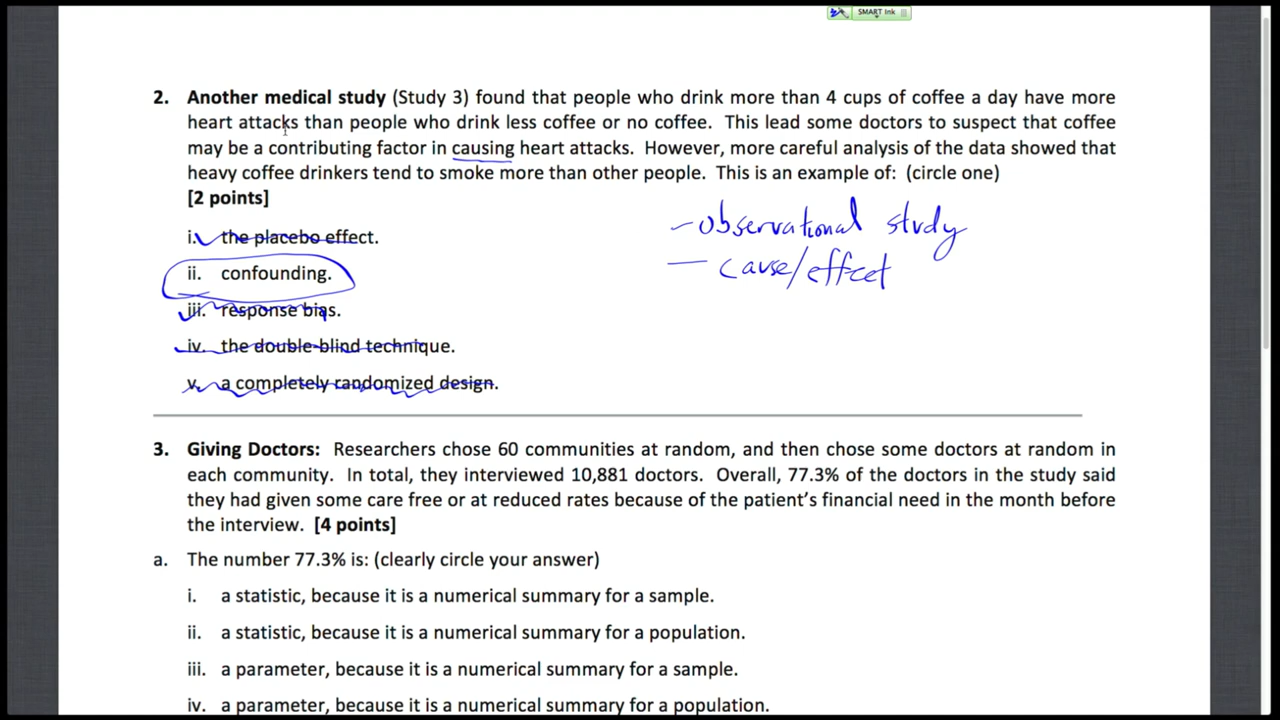 SMART Ink
2. Another medical study (Study 3) found that people who drink more than 4 cups of coffee a day have more
heart attacks than people who drink less coffee or no coffee. This lead some doctors to suspect that coffee
may be a contributing factor in causing heart attacks. However, more careful analysis of the data showed that
heavy coffee drinkers tend to smoke more than other people. This is an example of: (circle one)
[2 points]
- observational study
i. the placebo effect.
- cause/effect
ii. confounding.
iii. response bias.
iv. the double-blind technique.
v. a completely randomized design.
3. Giving Doctors: Researchers chose 60 communities at random, and then chose some doctors at random in
each community. In total, they interviewed 10,881 doctors. Overall, 77.3% of the doctors in the study said
they had given some care free or at reduced rates because of the patient's financial need in the month before
the interview. [4 points]
a. The number 77.3% is: (clearly circle your answer)
i. a statistic, because it is a numerical summary for a sample.
ii. a statistic, because it is a numerical summary for a population.
iii. a parameter, because it is a numerical summary for a sample.
iv. a parameter, because it is a numerical summary for a population.